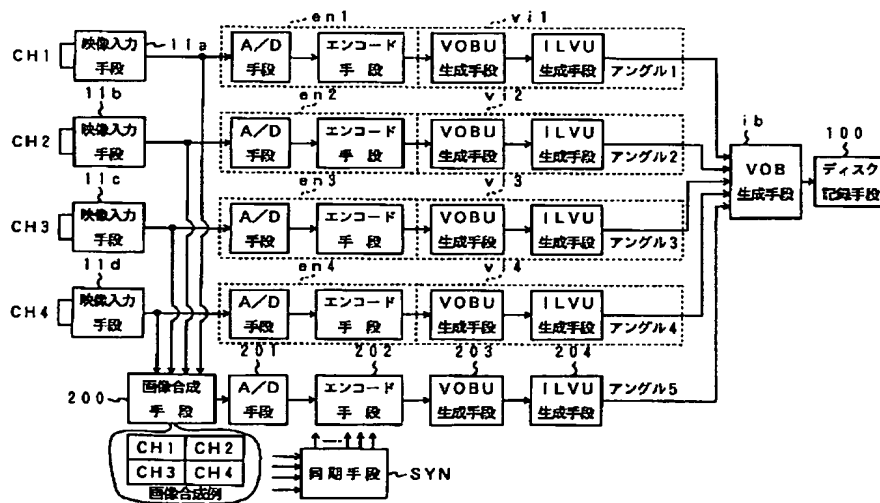 en1
vi1
CH1
映像入力
手段
11a
A/D
手段
エンコード
手段
VOBU
生成手段
ILVU
生成手段
アングル1
11b
en2
vi2
CH2
映像入力
手段
A/D
手段
エンコード
手段
VOBU
生成手段
ILVU
生成手段
アングル2
ib
100
VOB
生成手段
ディスク
記録手段
11c
en3
vi3
CH3
映像入力
手段
A/D
手段
エンコード
手段
VOBU
生成手段
ILVU
生成手段
アングル3
11d
en4
vi4
CH4
映像入力
手段
A/D
手段
エンコード
手段
VOBU
生成手段
ILVU
生成手段
アングル4
201
202
203
204
200
画像合成
手段
A/D
手段
エンコード
手段
VOBU
生成手段
ILVU
生成手段
アングル5
CH1 CH2
CH3 CH4
画像合成例
同期手段
SYN